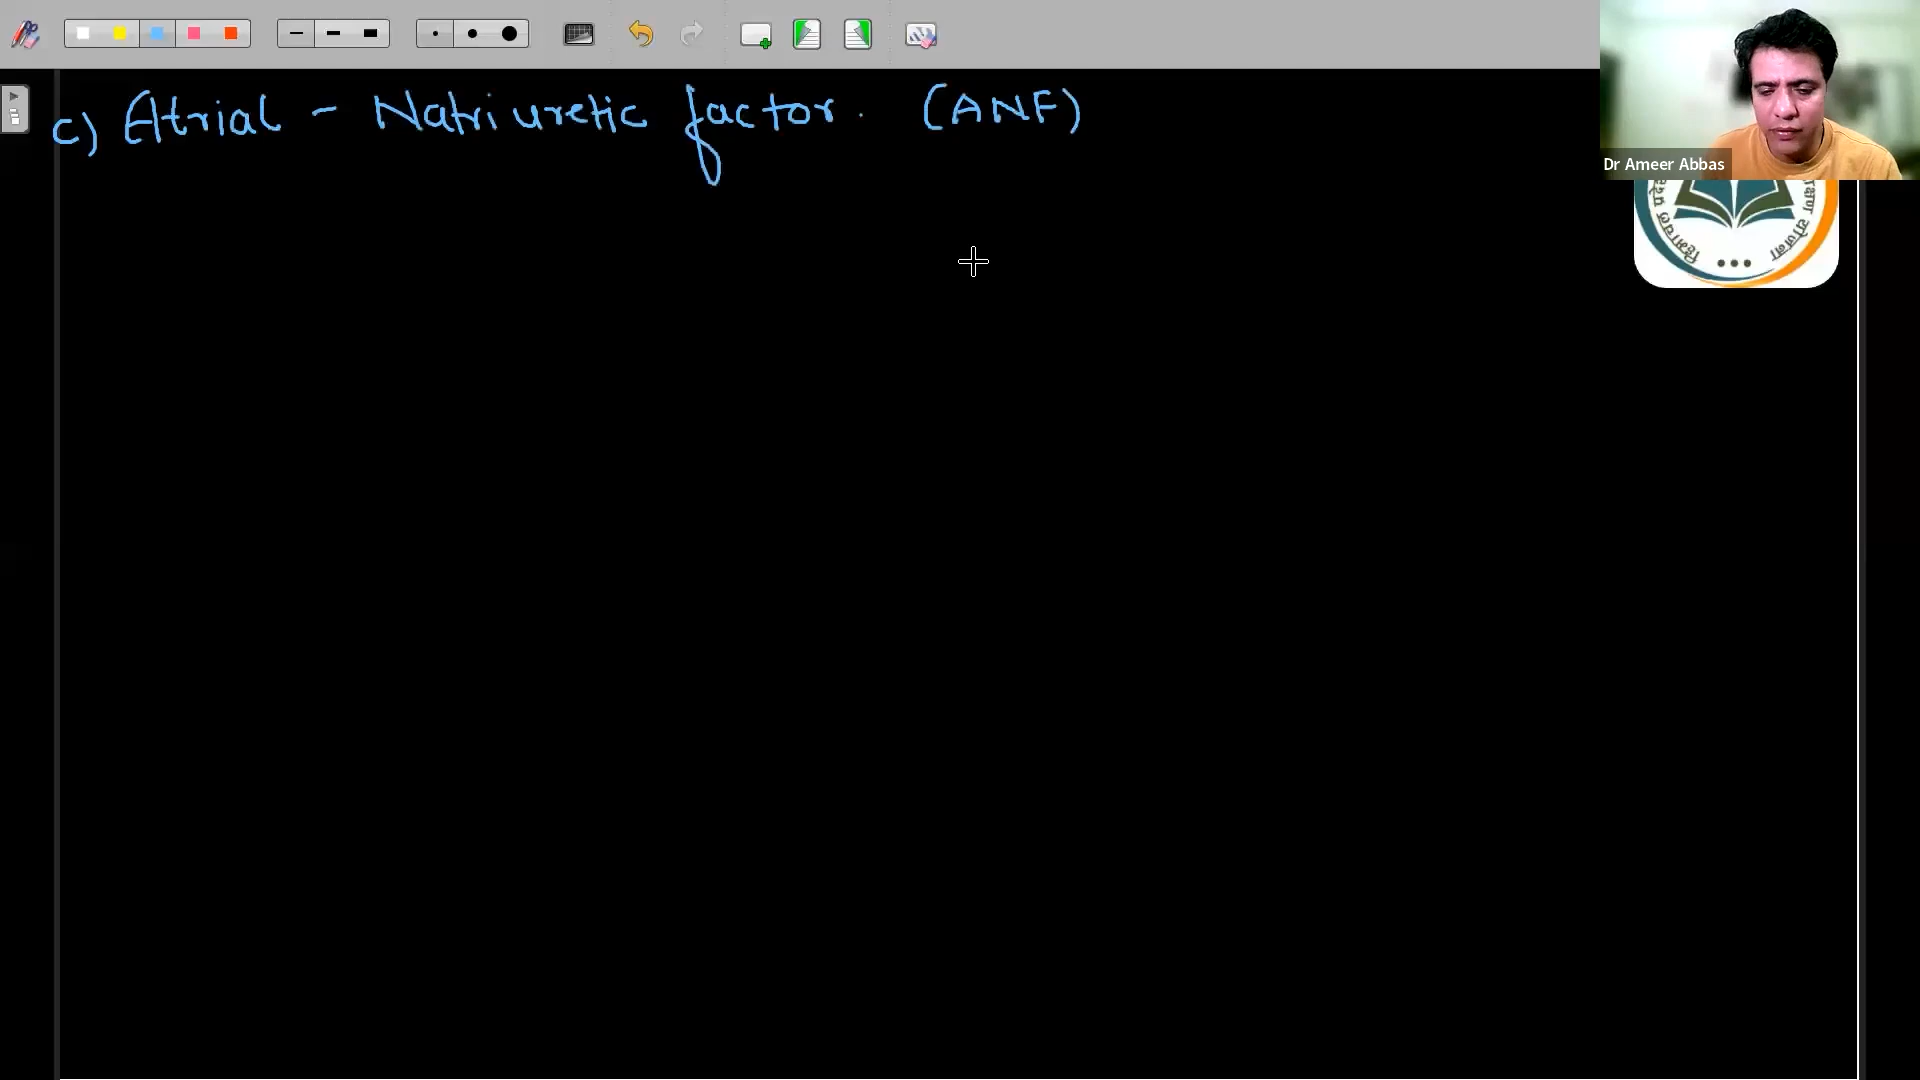 c) Atrial - Natriuretic factor. (ANF)
Dr Ameer Abbas